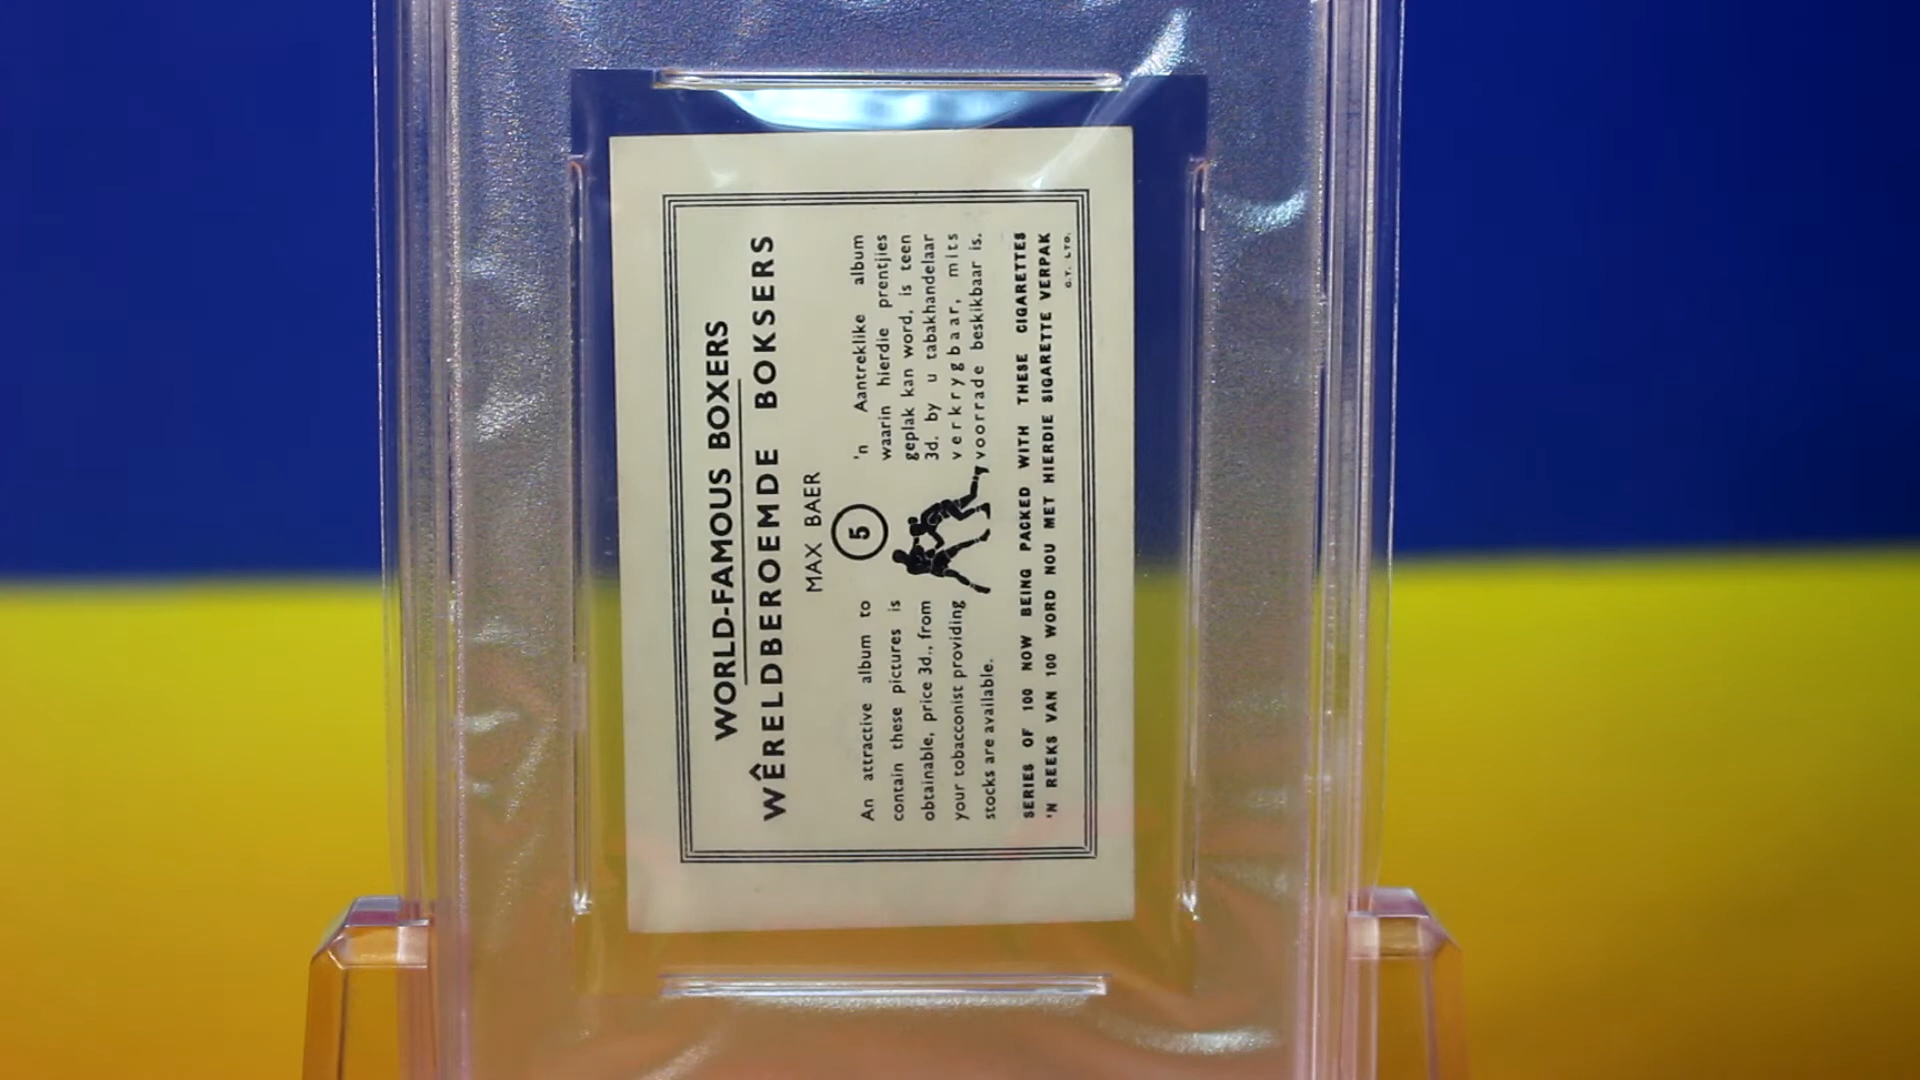 WORLD-FAMOUS BOXERS
WÊRELDBEROEMDE BOKSERS
MAX BAER
5
An attractive album to
contain these pictures is
obtainable, price 3d., from
your tobacconist providing
stocks are available.
'n Aantreklike album
waarin hierdie prentjies
geplak kan word, is teen
3d. by u tabakhandelaar
verkrygbaar, mits
voorrade beskikbaar is.
SERIES OF 100 NOW BEING PACKED WITH THESE CIGARETTES
'N REEKS VAN 100 WORD NOU MET HIERDIE SIGARETTE VERPAK
C.T. LTD.